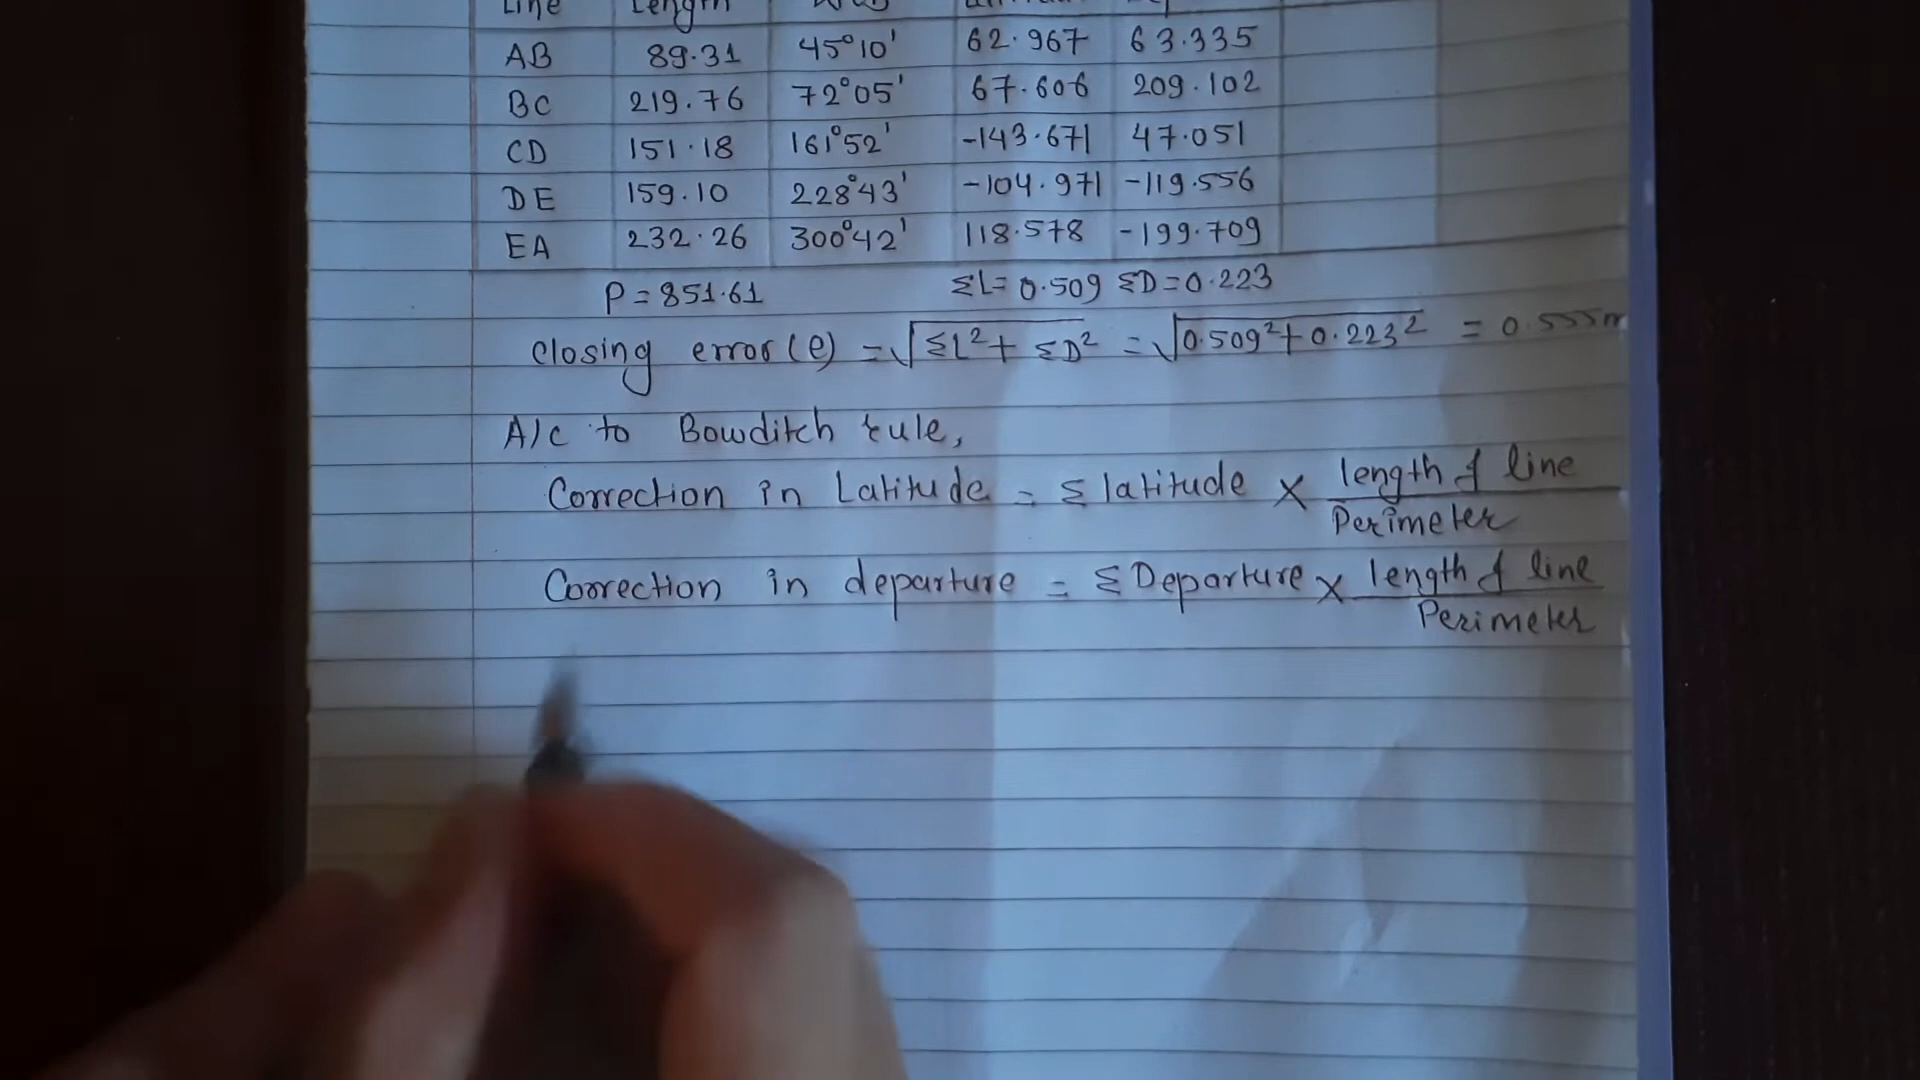 Line Length
AB 89.31 45°10' 62.967 63.335
BC 219.76 72°05' 67.606 209.102
CD 151.18 161°52' -143.671 47.051
DE 159.10 228°43' -104.971 -119.556
EA 232.26 300°42' 118.578 -199.709
P = 851.61 ΣL = 0.509 ΣD = 0.223
Closing error (e) = √ΣL² + ΣD² = √0.509² + 0.223² = 0.555m
A/c to Bowditch rule,
Correction in Latitude = Σ latitude × length of line / Perimeter
Correction in departure = Σ Departure × length of line / Perimeter